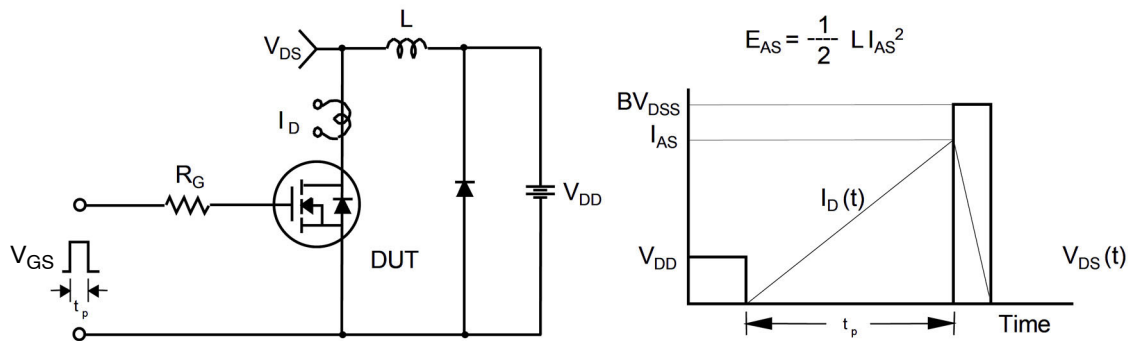 L
V_DS
I_D
R_G
V_DD
V_GS
DUT
t_p
E_AS = 1/2 L I_AS^2
BV_DSS
I_AS
I_D (t)
V_DD
V_DS (t)
t_p
Time